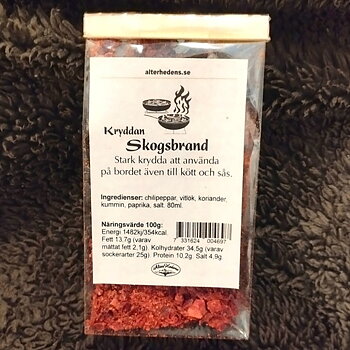 alterhedens.se
Kryddan
Skogsbrand
Stark krydda att använda
på bordet även till kött och sås.
Ingredienser: chilipeppar, vitlök, koriander,
kummin, paprika, salt. 80ml.
Näringsvärde 100g:
Energi 1482kj/354kcal.
Fett 13,7g (varav
mättat fett 2,1g). Kolhydrater 34,5g (varav
sockerarter 25g). Protein 10,2g. Salt 4,9g
7 331624 004697